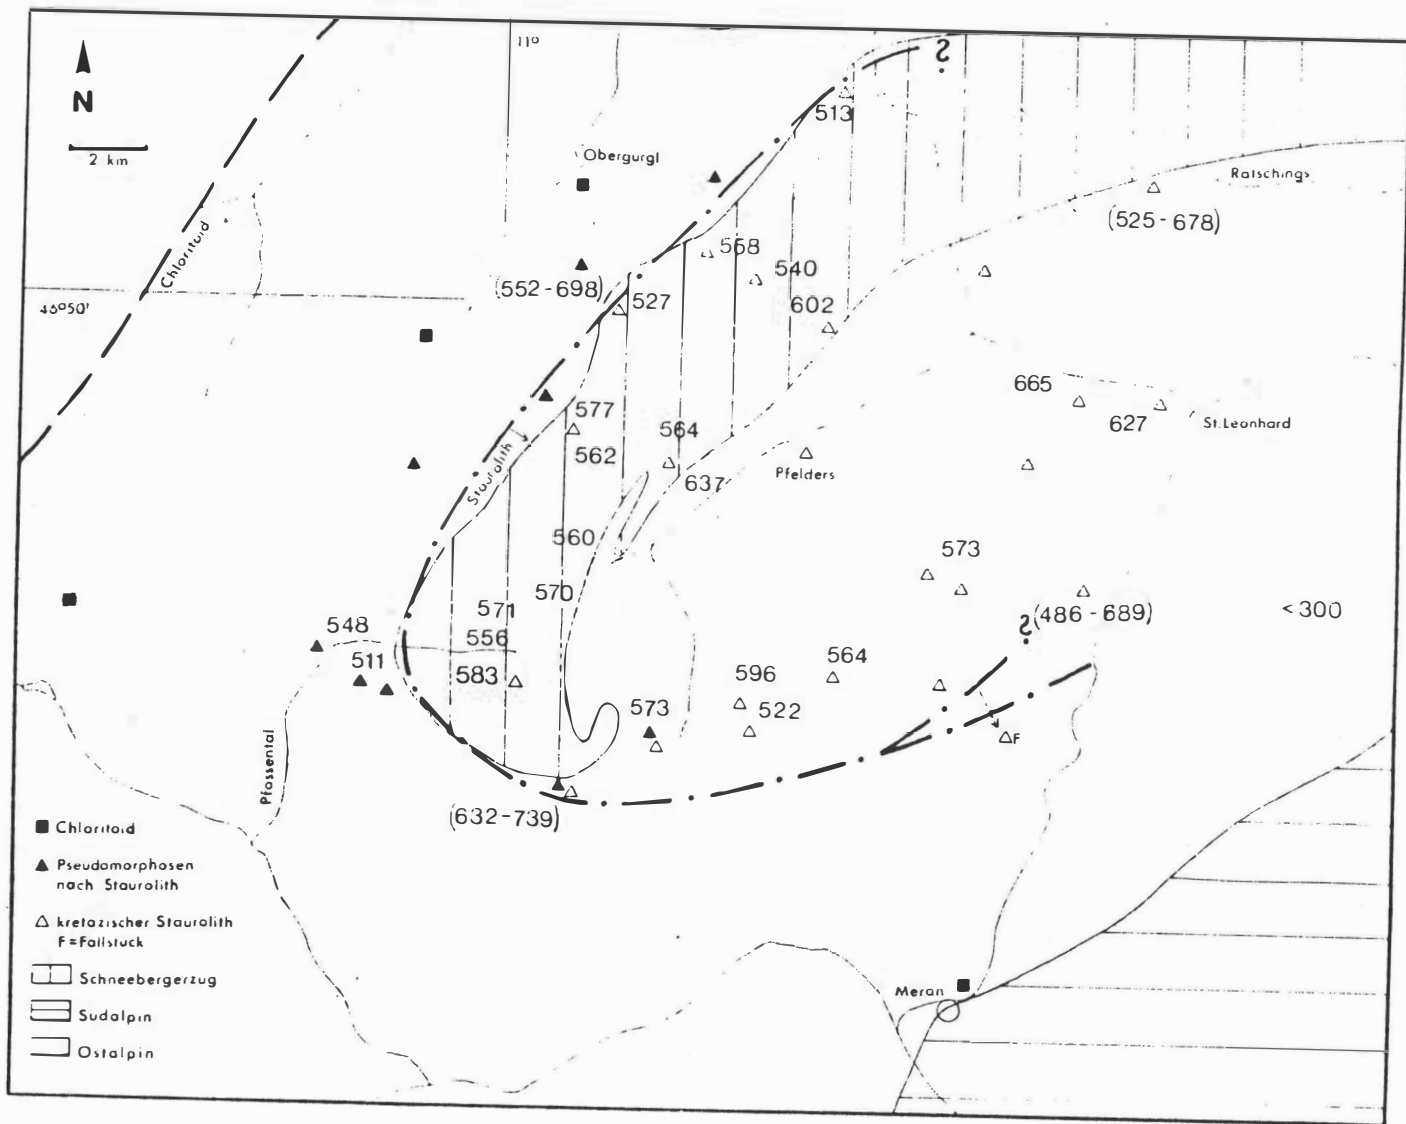 N
2 km
11°
?
513
Obergurgl
Ratschings
(525-678)
Chloritoid
568
540
(552-698)
527
602
46°50'
665
627
St. Leonhard
577
562
564
637
Pfelders
Staurolith
560
573
570
571
556
583
(486-689)
<300
?
548
511
596
564
522
573
F
Pfossental
(632-739)
Chloritoid
Pseudomorphosen
nach Staurolith
kretazischer Staurolith
F=Fallstuck
Schneebergerzug
Sudalpin
Ostalpin
Meran